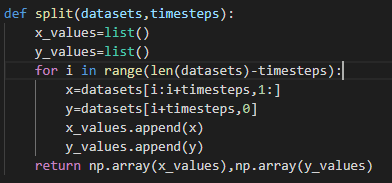 def split(datasets,timesteps):
    x_values=list()
    y_values=list()
    for i in range(len(datasets)-timesteps):
        x=datasets[i:i+timesteps,1:]
        y=datasets[i+timesteps,0]
        x_values.append(x)
        y_values.append(y)
    return np.array(x_values),np.array(y_values)